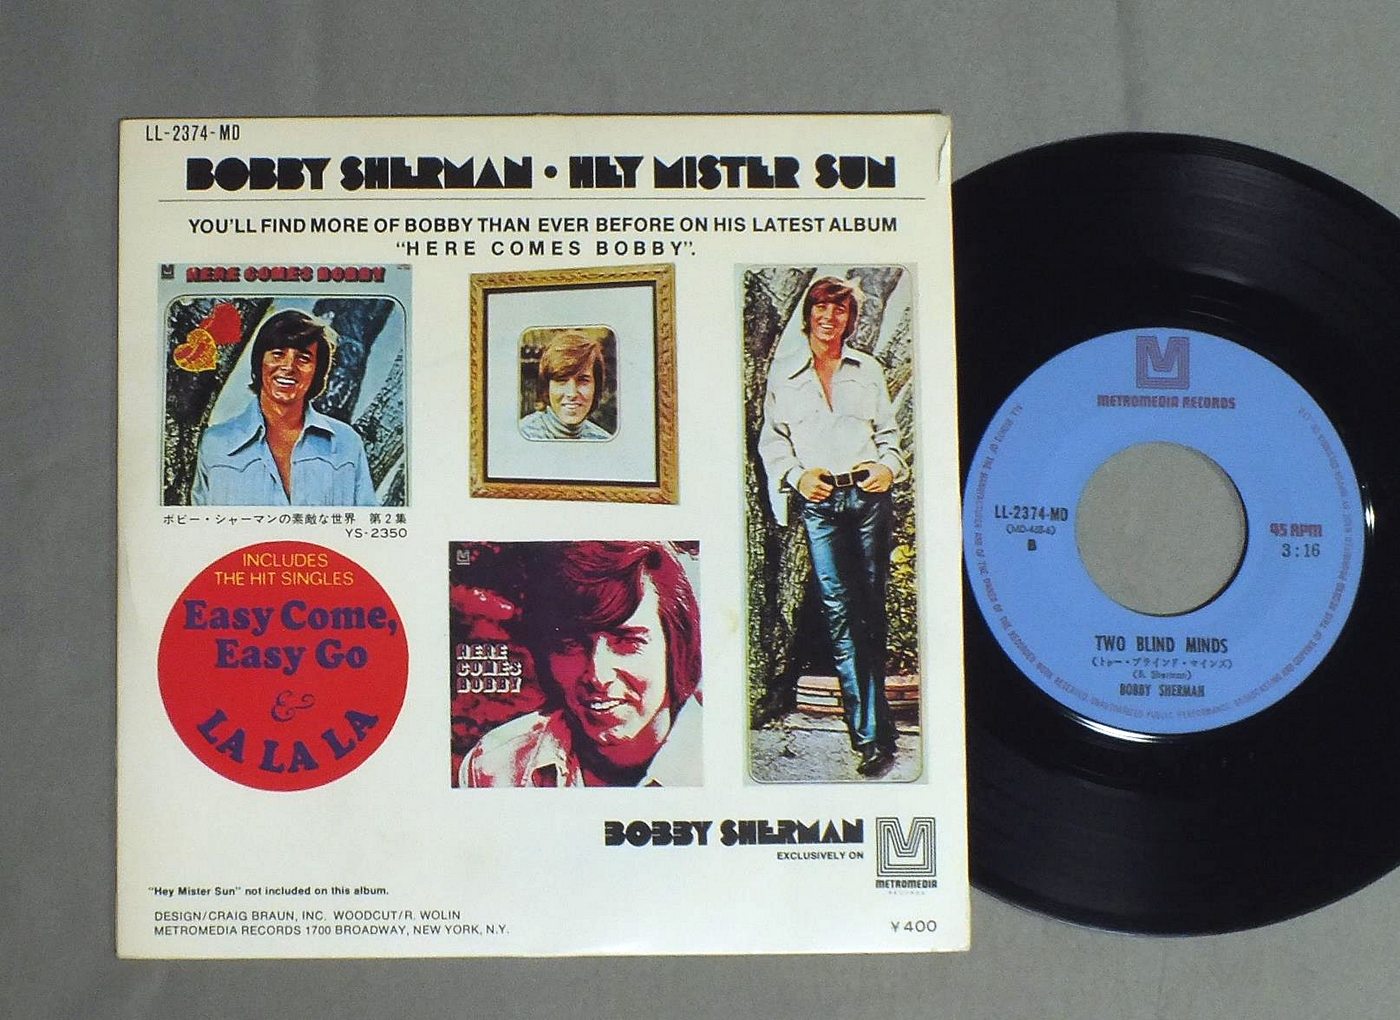 LL-2374-MD
BOBBY SHERMAN • HEY MISTER SUN
YOU'LL FIND MORE OF BOBBY THAN EVER BEFORE ON HIS LATEST ALBUM
"HERE COMES BOBBY".
HERE COMES BOBBY
ボビー・シャーマンの素敵な世界 第2集
YS-2350
INCLUDES
THE HIT SINGLES
Easy Come,
Easy Go
&
LA LA LA
HERE
COMES
BOBBY
BOBBY SHERMAN
EXCLUSIVELY ON
METROMEDIA
RECORDS
"Hey Mister Sun" not included on this album.
DESIGN/CRAIG BRAUN, INC. WOODCUT/R. WOLIN
METROMEDIA RECORDS 1700 BROADWAY, NEW YORK, N.Y.
¥400
METROMEDIA RECORDS
LL-2374-MD
B
45 RPM
3:16
TWO BLIND MINDS
(トゥー・ブラインド・マインズ)
(B. Sherman)
BOBBY SHERMAN